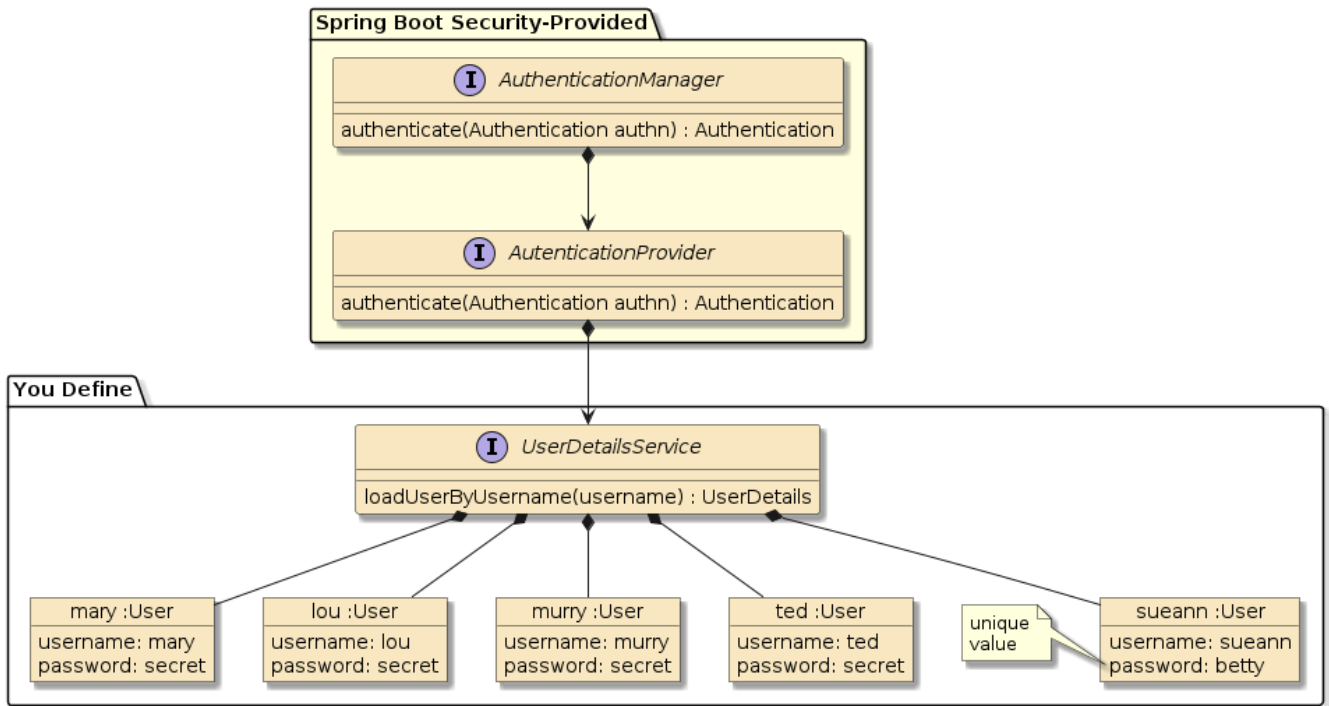 Spring Boot Security-Provided
I AuthenticationManager
authenticate(Authentication authn) : Authentication
I AutenticationProvider
authenticate(Authentication authn) : Authentication
You Define
I UserDetailsService
loadUserByUsername(username) : UserDetails
mary :User
username: mary
password: secret
lou :User
username: lou
password: secret
murry :User
username: murry
password: secret
ted :User
username: ted
password: secret
unique
value
sueann :User
username: sueann
password: betty